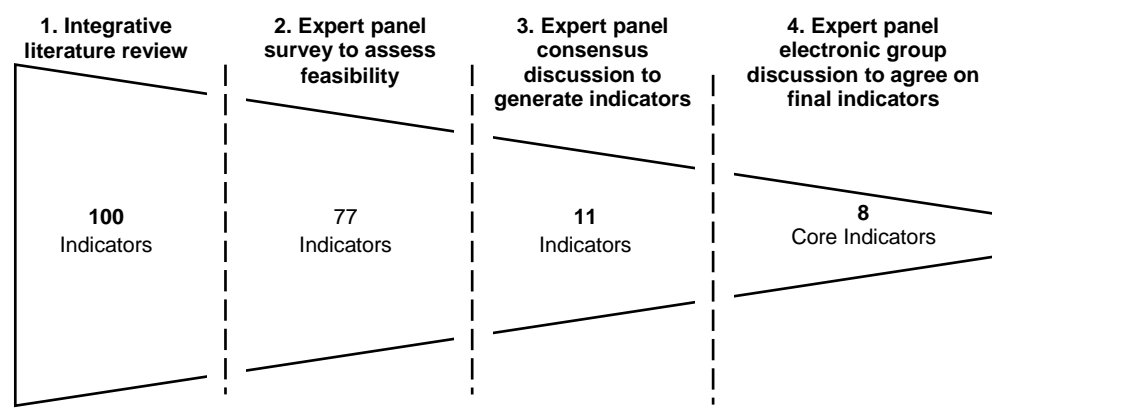 1. Integrative
literature review
2. Expert panel
survey to assess
feasibility
3. Expert panel
consensus
discussion to
generate indicators
4. Expert panel
electronic group
discussion to agree on
final indicators
100
Indicators
77
Indicators
11
Indicators
8
Core Indicators